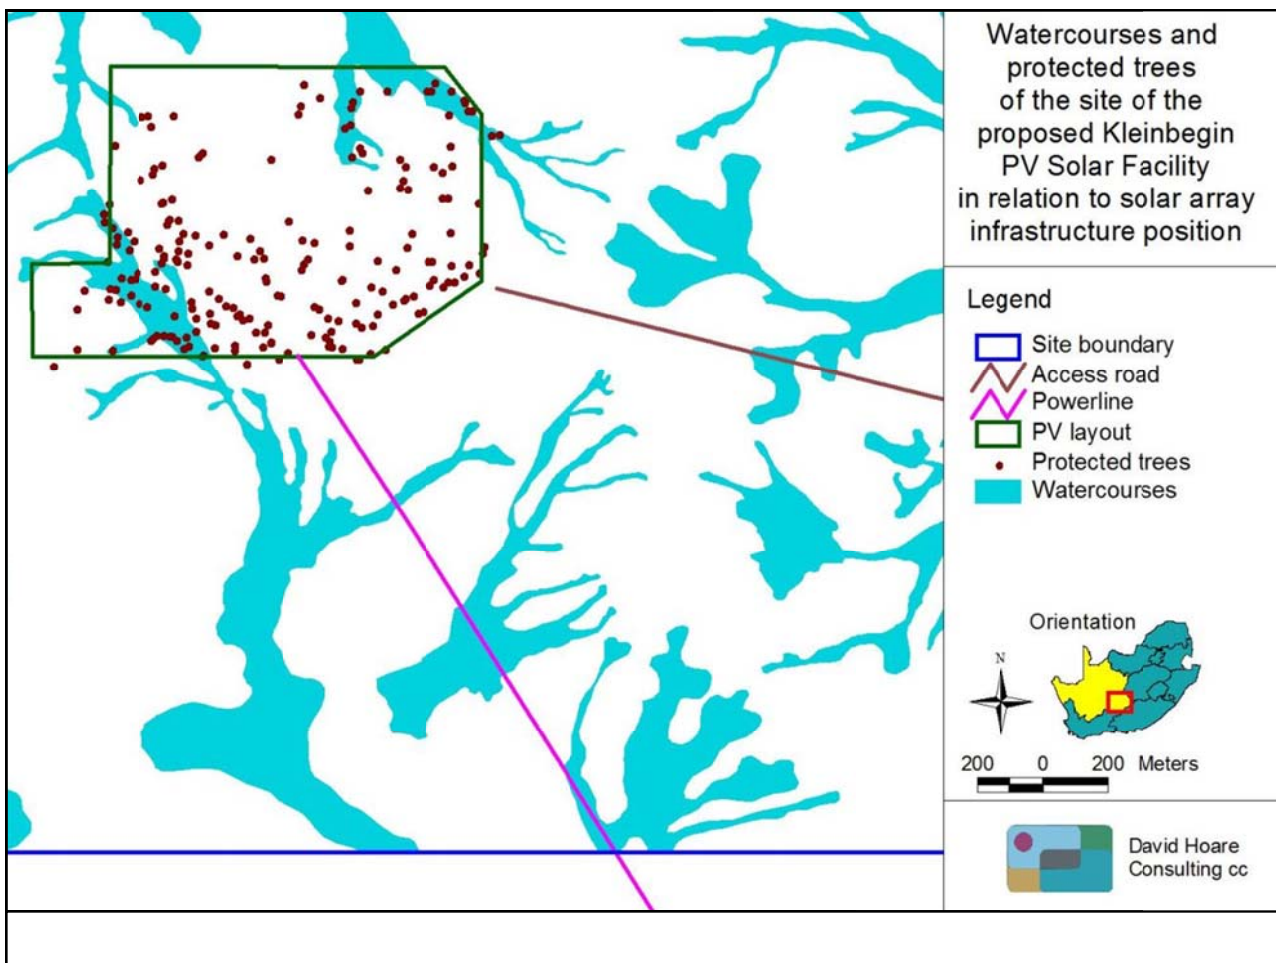 Watercourses and
protected trees
of the site of the
proposed Kleinbegin
PV Solar Facility
in relation to solar array
infrastructure position
Legend
Site boundary
Access road
Powerline
PV layout
Protected trees
Watercourses
Orientation
N
200 0 200 Meters
David Hoare
Consulting cc